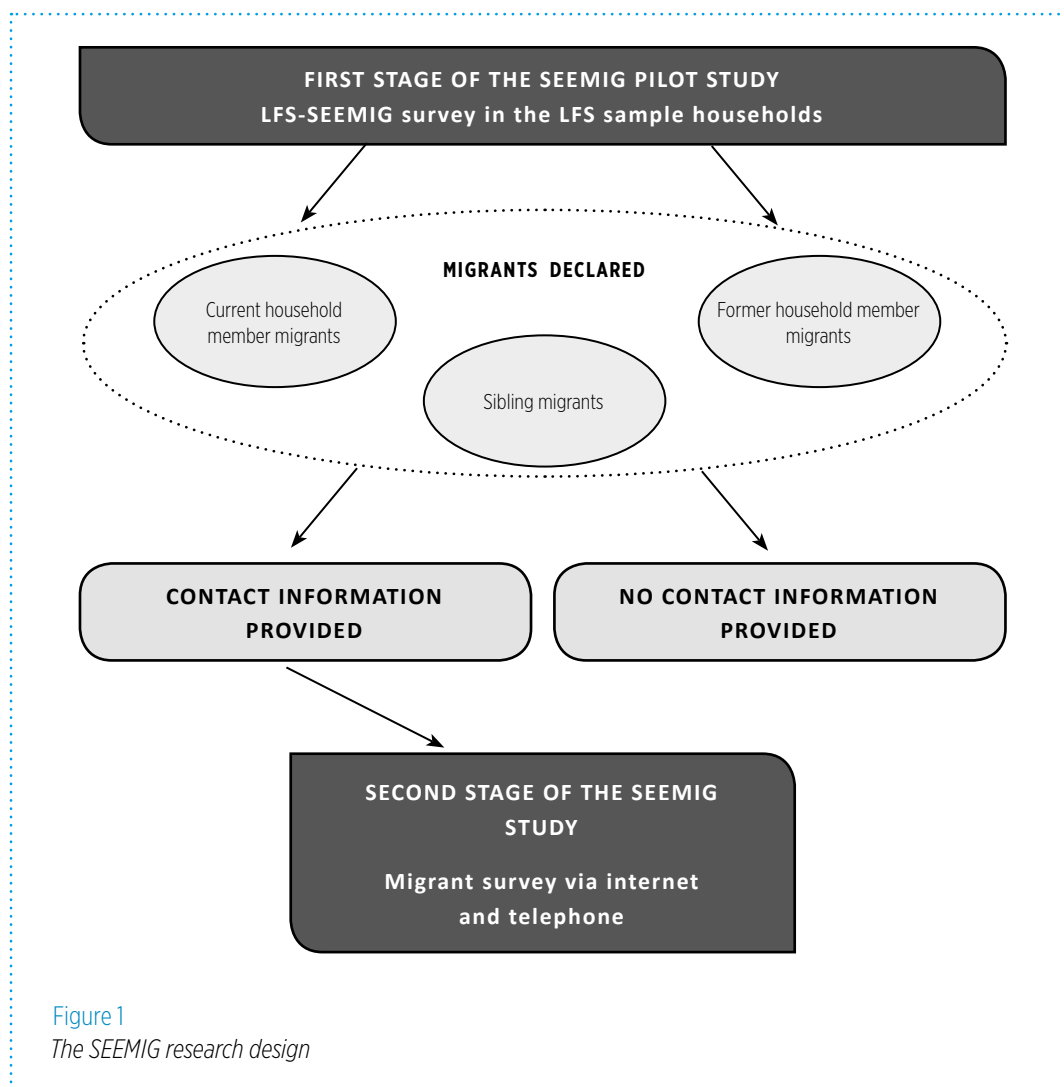 FIRST STAGE OF THE SEEMIG PILOT STUDY
LFS-SEEMIG survey in the LFS sample households
MIGRANTS DECLARED
Current household
member migrants
Former household member
migrants
Sibling migrants
CONTACT INFORMATION
PROVIDED
NO CONTACT INFORMATION
PROVIDED
SECOND STAGE OF THE SEEMIG
STUDY
Migrant survey via internet
and telephone
Figure 1
The SEEMIG research design